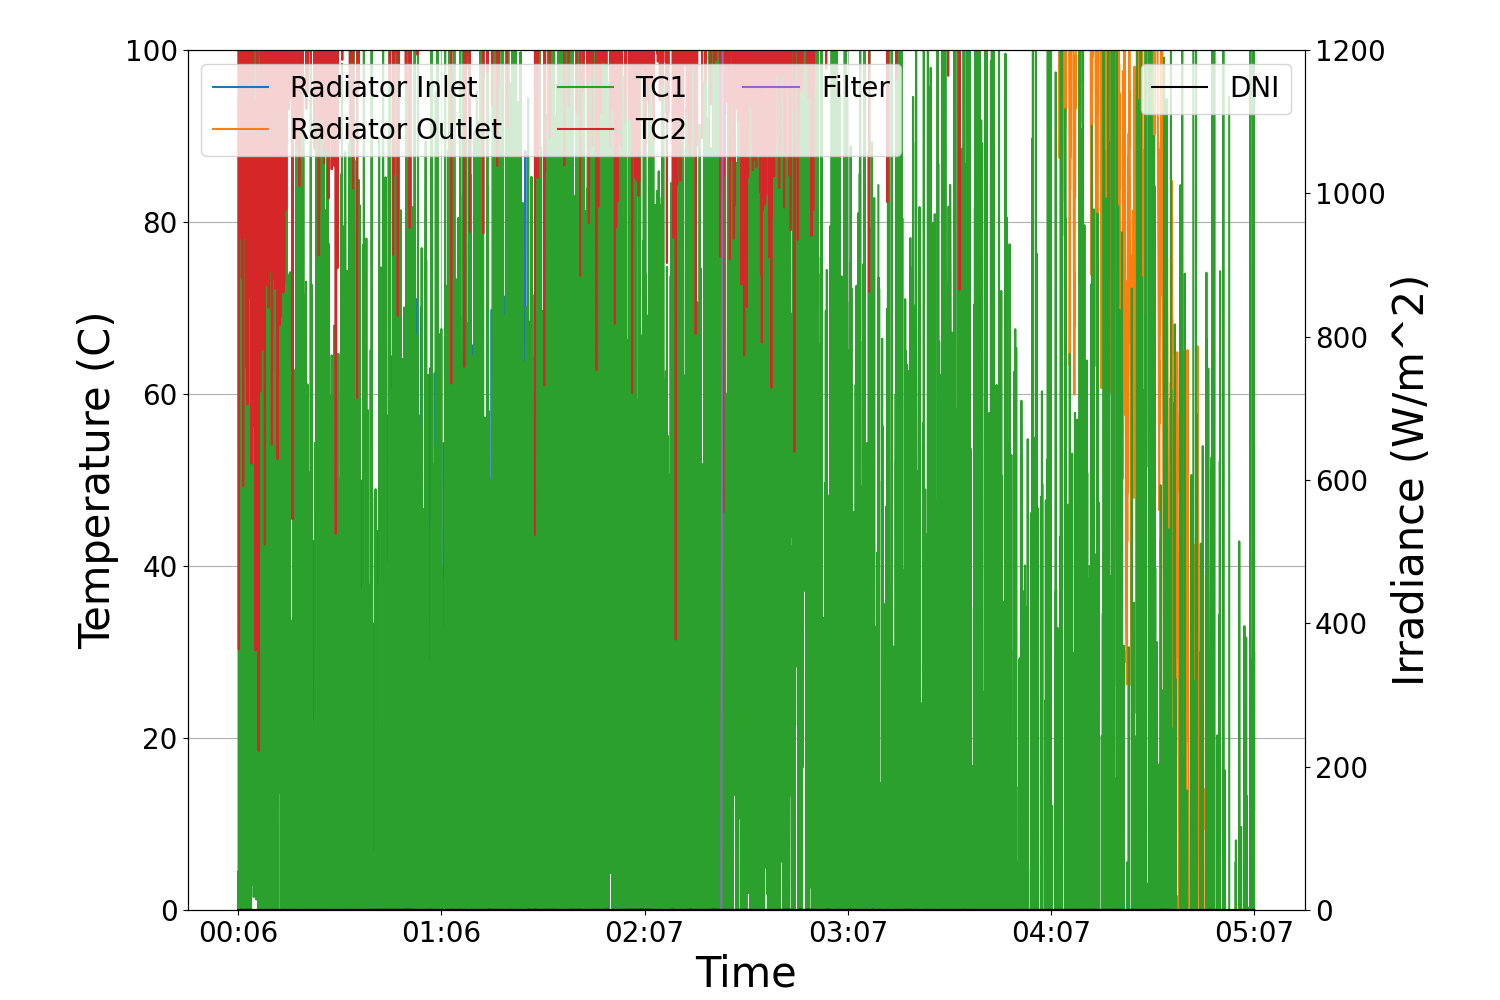 100
80
60
40
20
0
Temperature (C)
Radiator Inlet
Radiator Outlet
TC1
TC2
Filter
DNI
1200
1000
800
600
400
200
0
Irradiance (W/m^2)
00:06 01:06 02:07 03:07 04:07 05:07
Time